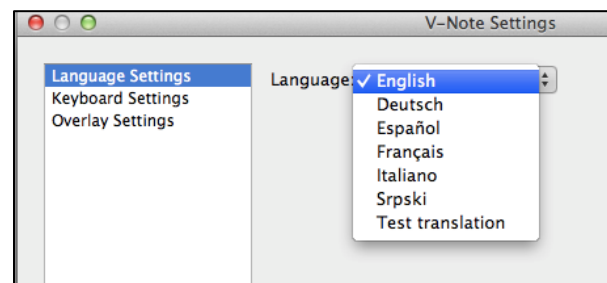 V-Note Settings
Language Settings
Keyboard Settings
Overlay Settings
Language:
✓ English
Deutsch
Español
Français
Italiano
Srpski
Test translation